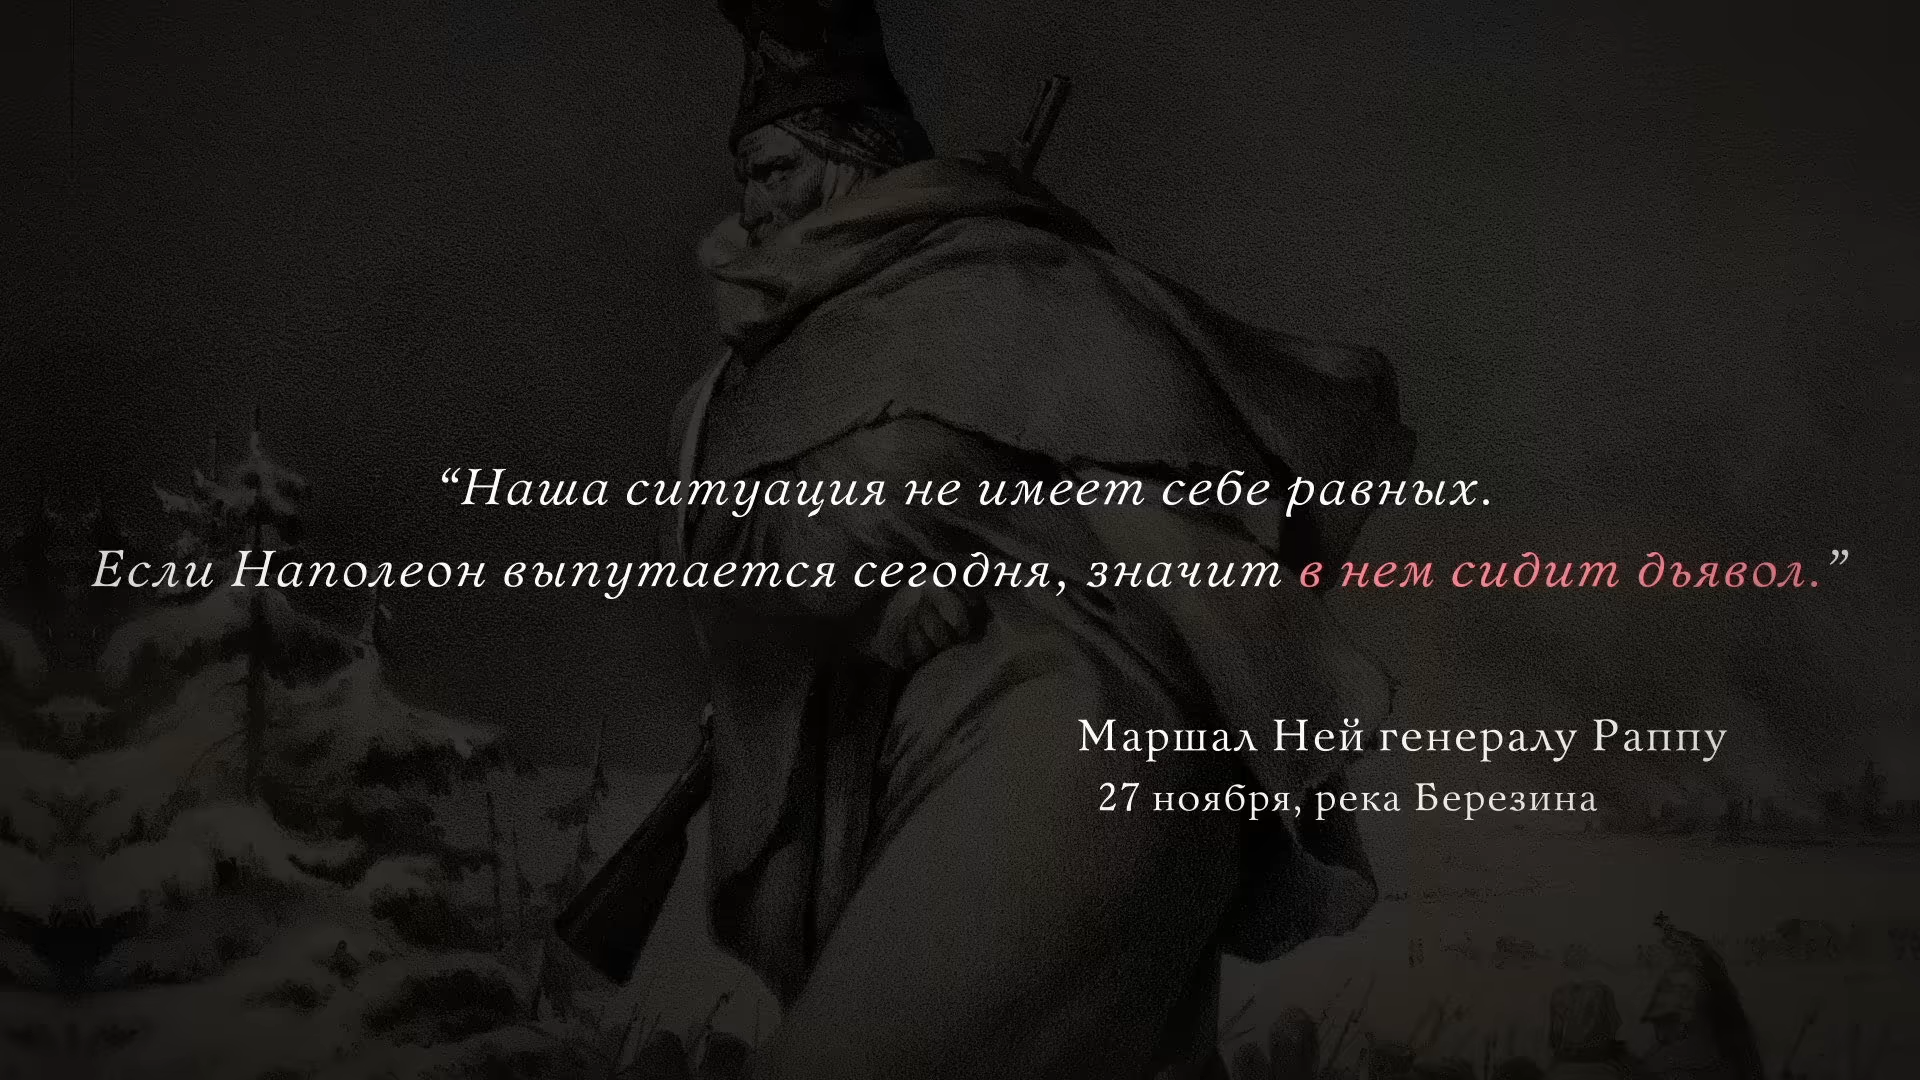 “Наша ситуация не имеет себе равных.
Если Наполеон выпутается сегодня, значит в нем сидит дьявол.”
Маршал Ней генералу Раппу
27 ноября, река Березина